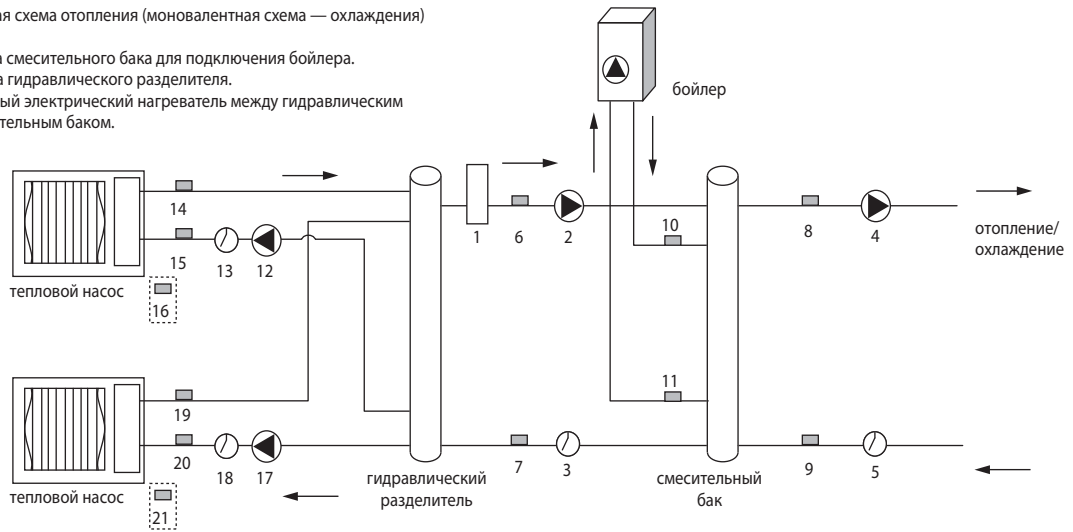 ая схема отопления (моновалентная схема — охлаждения)
а смесительного бака для подключения бойлера.
а гидравлического разделителя.
ый электрический нагреватель между гидравлическим
тельным баком.
бойлер
14
1
6
2
10
8
4
отопление/
охлаждение
15
13
12
тепловой насос
16
11
19
20
18
17
7
3
9
5
гидравлический
разделитель
смесительный
бак
тепловой насос
21